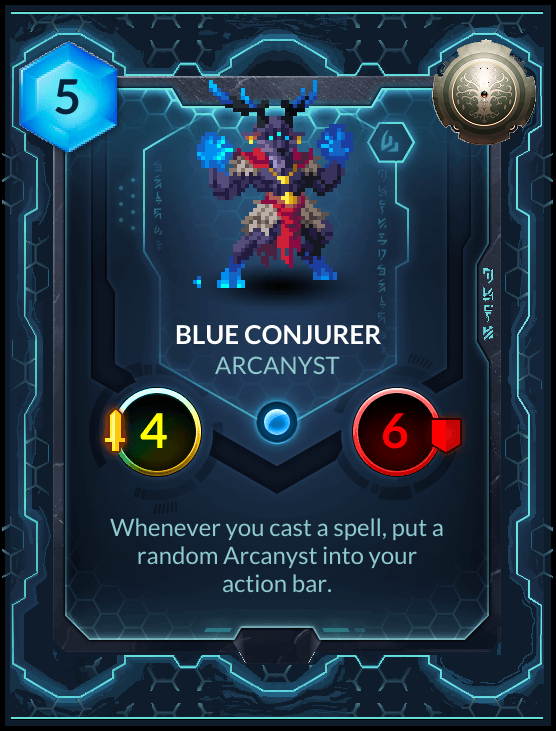 5
BLUE CONJURER
ARCANYST
4
6
Whenever you cast a spell, put a
random Arcanyst into your
action bar.